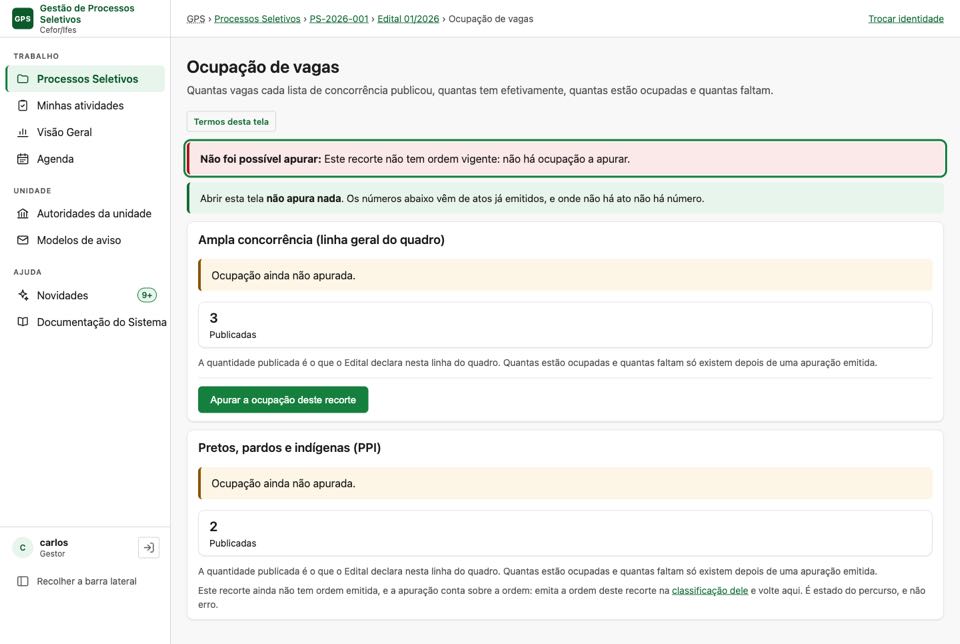 GPS
Gestão de Processos
Seletivos
Cefor/Ifes
TRABALHO
Processos Seletivos
Minhas atividades
Visão Geral
Agenda
UNIDADE
Autoridades da unidade
Modelos de aviso
AJUDA
Novidades 9+
Documentação do Sistema
C
carlos
Gestor
Recolher a barra lateral
GPS › Processos Seletivos › PS-2026-001 › Edital 01/2026 › Ocupação de vagas
Trocar identidade
Ocupação de vagas
Quantas vagas cada lista de concorrência publicou, quantas tem efetivamente, quantas estão ocupadas e quantas faltam.
Termos desta tela
Não foi possível apurar: Este recorte não tem ordem vigente: não há ocupação a apurar.
Abrir esta tela não apura nada. Os números abaixo vêm de atos já emitidos, e onde não há ato não há número.
Ampla concorrência (linha geral do quadro)
Ocupação ainda não apurada.
3
Publicadas
A quantidade publicada é o que o Edital declara nesta linha do quadro. Quantas estão ocupadas e quantas faltam só existem depois de uma apuração emitida.
Apurar a ocupação deste recorte
Pretos, pardos e indígenas (PPI)
Ocupação ainda não apurada.
2
Publicadas
A quantidade publicada é o que o Edital declara nesta linha do quadro. Quantas estão ocupadas e quantas faltam só existem depois de uma apuração emitida.
Este recorte ainda não tem ordem emitida, e a apuração conta sobre a ordem: emita a ordem deste recorte na classificação dele e volte aqui. É estado do percurso, e não
erro.